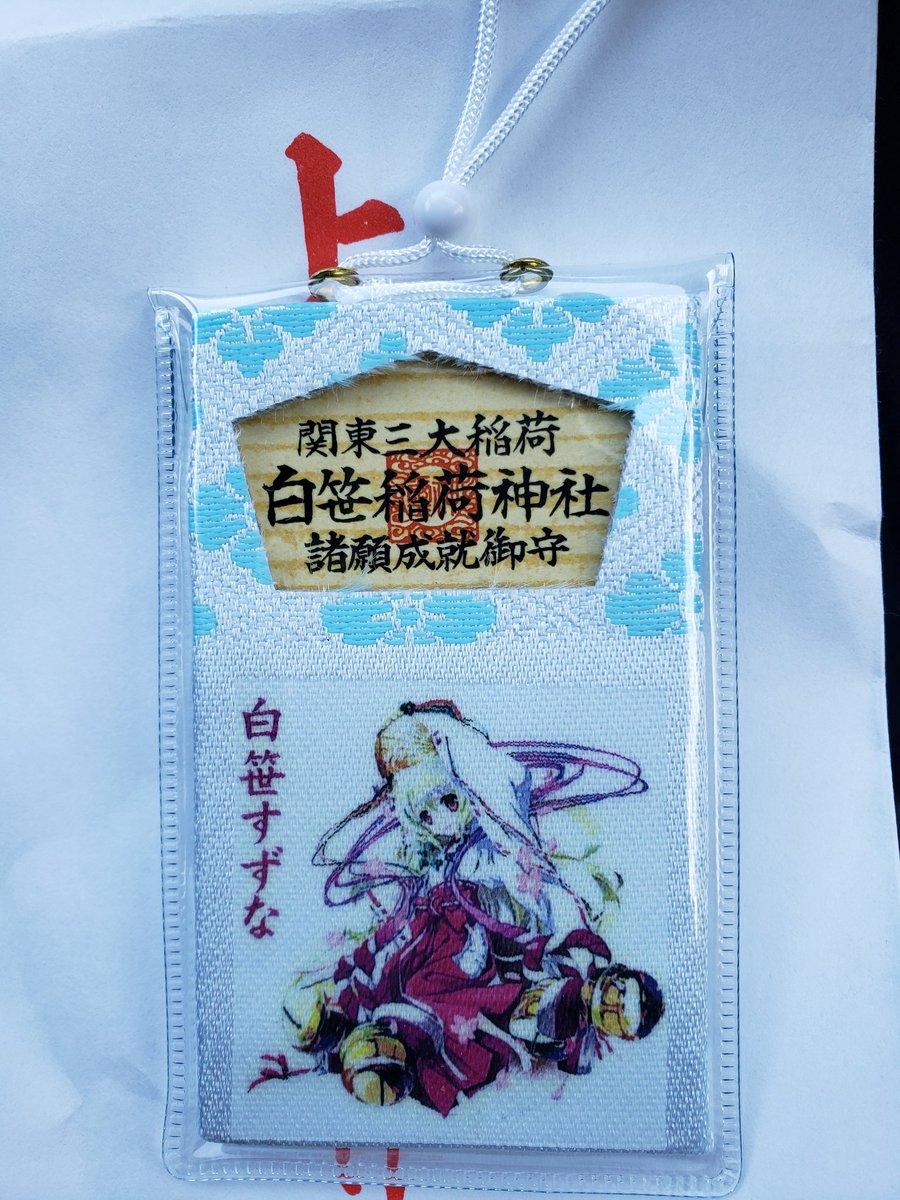 上
関東三大稲荷
白笹稲荷神社
諸願成就御守
白笹すずな